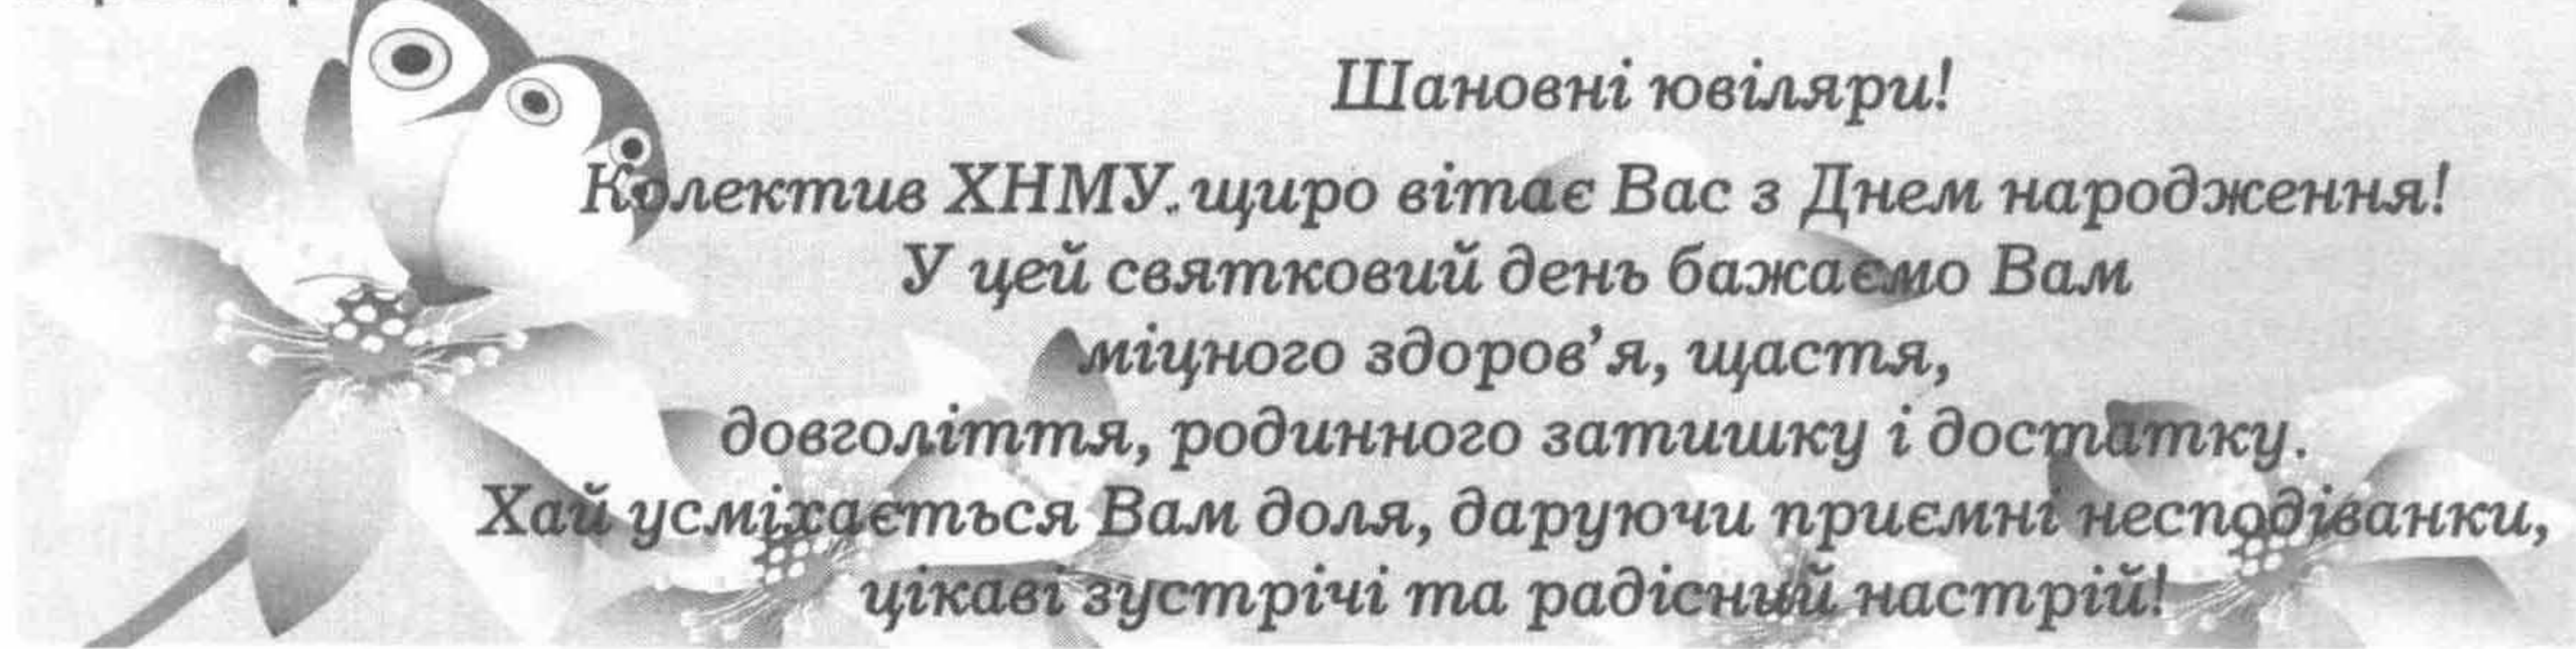 Шановні ювіляри!
Колектив ХНМУ щиро вітає Вас з Днем народження!
У цей святковий день бажаємо Вам
міцного здоров’я, щастя,
довголіття, родинного затишку і достатку.
Хай усміхається Вам доля, даруючи приємні несподіванки,
цікаві зустрічі та радісний настрій!